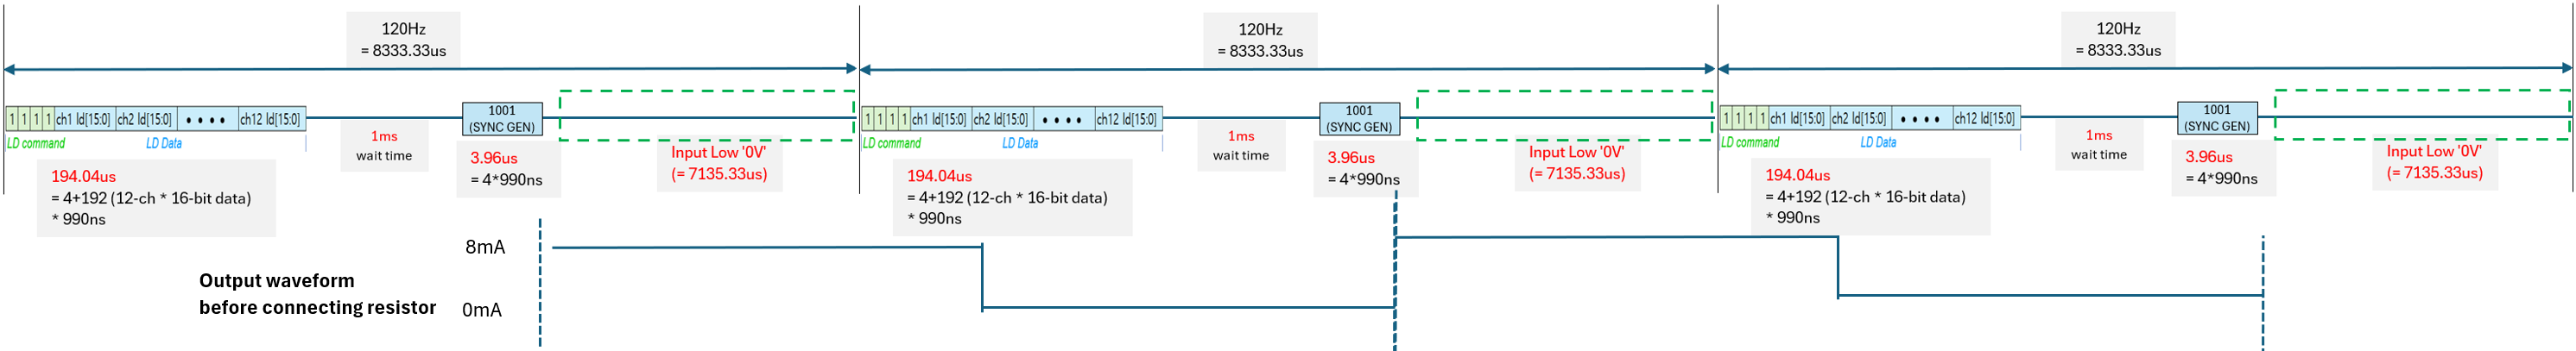 120Hz
= 8333.33us
120Hz
= 8333.33us
120Hz
= 8333.33us
1 1 1 1 ch1 ld[15:0] ch2 ld[15:0] • • • • ch12 ld[15:0]
LD command LD Data
194.04us
= 4+192 (12-ch * 16-bit data)
* 990ns
1ms
wait time
1001
(SYNC GEN)
3.96us
= 4*990ns
Input Low '0V'
(= 7135.33us)
1 1 1 1 ch1 ld[15:0] ch2 ld[15:0] • • • • ch12 ld[15:0]
LD command LD Data
194.04us
= 4+192 (12-ch * 16-bit data)
* 990ns
1ms
wait time
1001
(SYNC GEN)
3.96us
= 4*990ns
Input Low '0V'
(= 7135.33us)
1 1 1 1 ch1 ld[15:0] ch2 ld[15:0] • • • • ch12 ld[15:0]
LD command LD Data
194.04us
= 4+192 (12-ch * 16-bit data)
* 990ns
1ms
wait time
1001
(SYNC GEN)
3.96us
= 4*990ns
Input Low '0V'
(= 7135.33us)
Output waveform
before connecting resistor
8mA
0mA